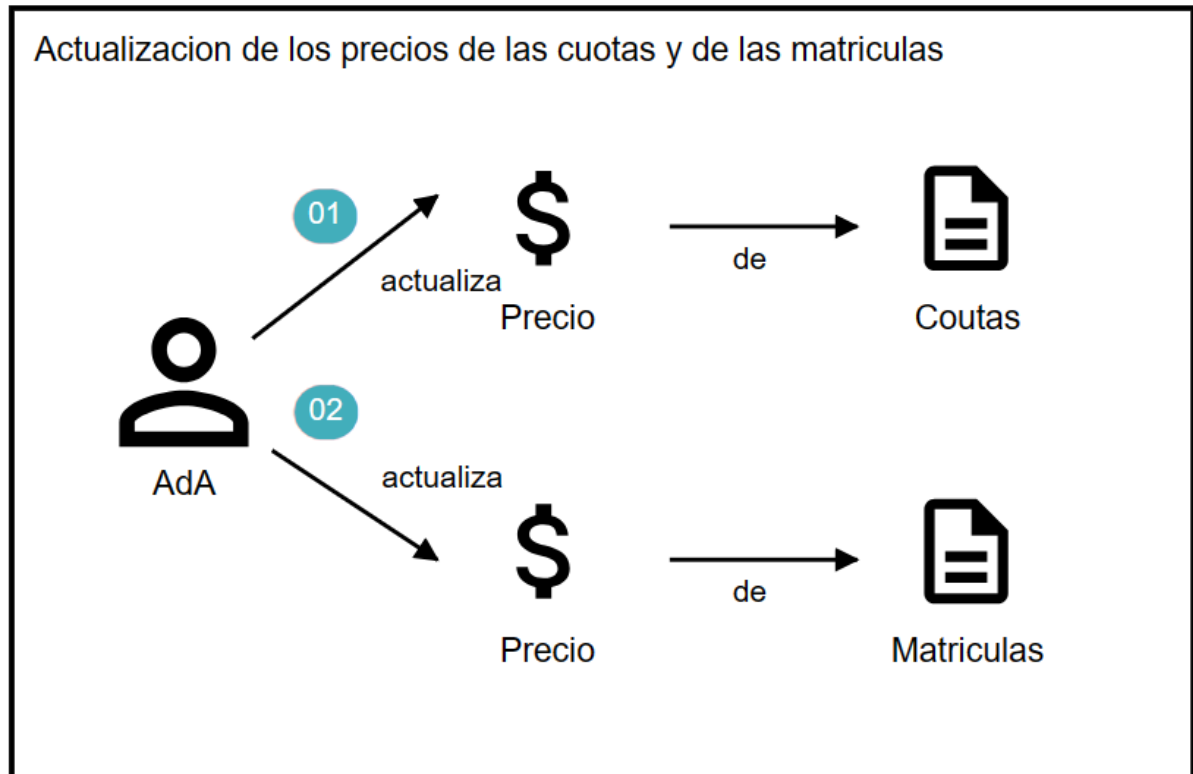 Actualizacion de los precios de las cuotas y de las matriculas
01
actualiza
Precio
de
Coutas
AdA
02
actualiza
Precio
de
Matriculas